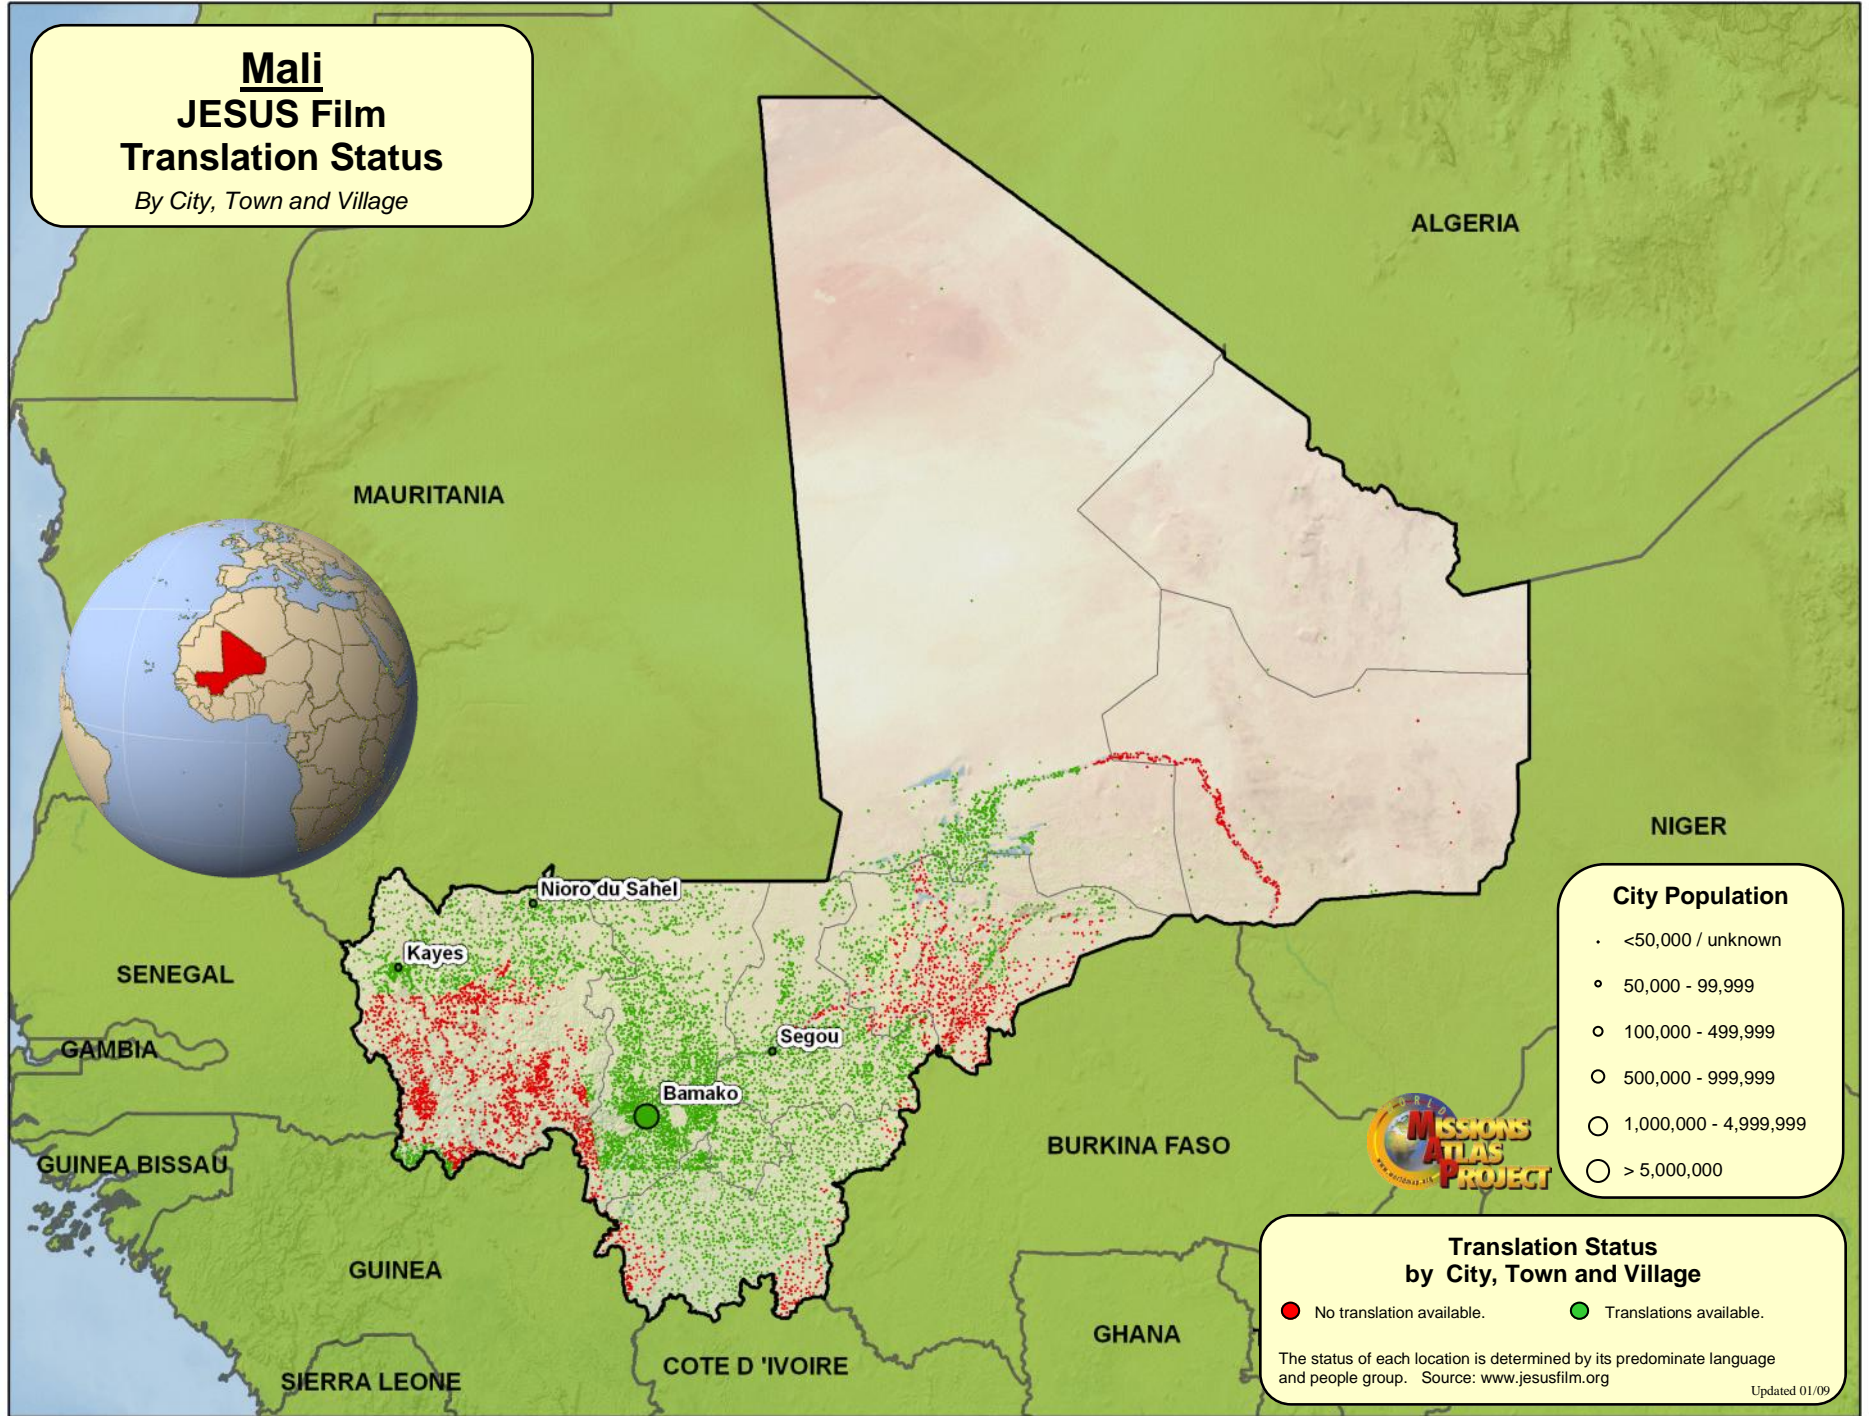 Mali
JESUS Film
Translation Status
By City, Town and Village
ALGERIA
MAURITANIA
NIGER
Nioro du Sahel
Kayes
SENEGAL
Segou
GAMBIA
Bamako
GUINEA BISSAU
BURKINA FASO
GUINEA
GHANA
COTE D 'IVOIRE
SIERRA LEONE
City Population
<50,000 / unknown
50,000 - 99,999
100,000 - 499,999
500,000 - 999,999
1,000,000 - 4,999,999
> 5,000,000
WORLD
MISSIONS
ATLAS
PROJECT
www.worldmap.org
Translation Status
by City, Town and Village
No translation available.
Translations available.
The status of each location is determined by its predominate language
and people group. Source: www.jesusfilm.org
Updated 01/09